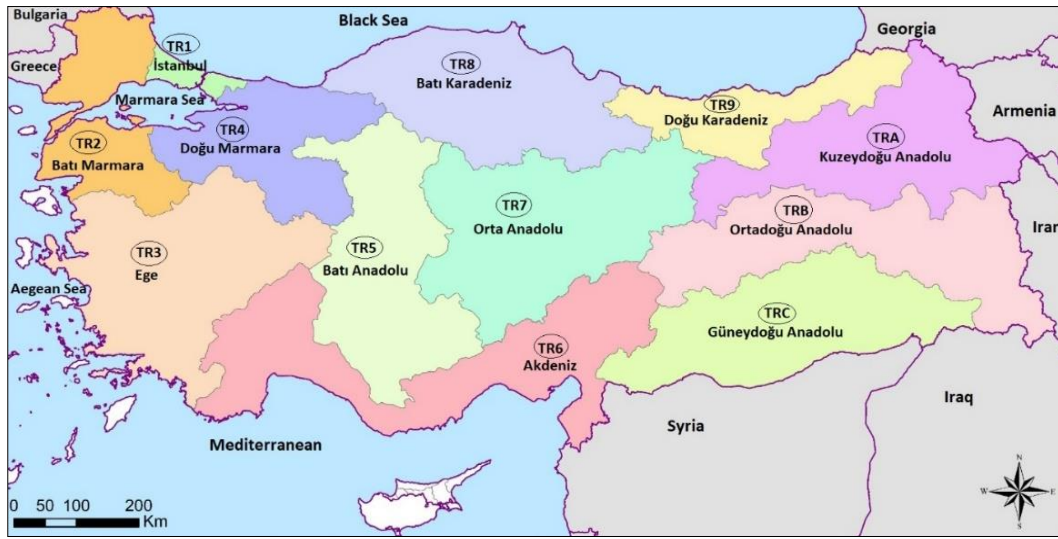 Bulgaria
Black Sea
Georgia
TR1
İstanbul
Greece
TR8
Batı Karadeniz
Marmara Sea
TR9
Doğu Karadeniz
Armenia
TR4
Doğu Marmara
TR2
Batı Marmara
TRA
Kuzeydoğu Anadolu
TR7
Orta Anadolu
TRB
Ortadoğu Anadolu
Iran
TR3
Ege
TR5
Batı Anadolu
Aegean Sea
TRC
Güneydoğu Anadolu
TR6
Akdeniz
Iraq
Syria
Mediterranean
N
W E
S
0 50 100 200
Km